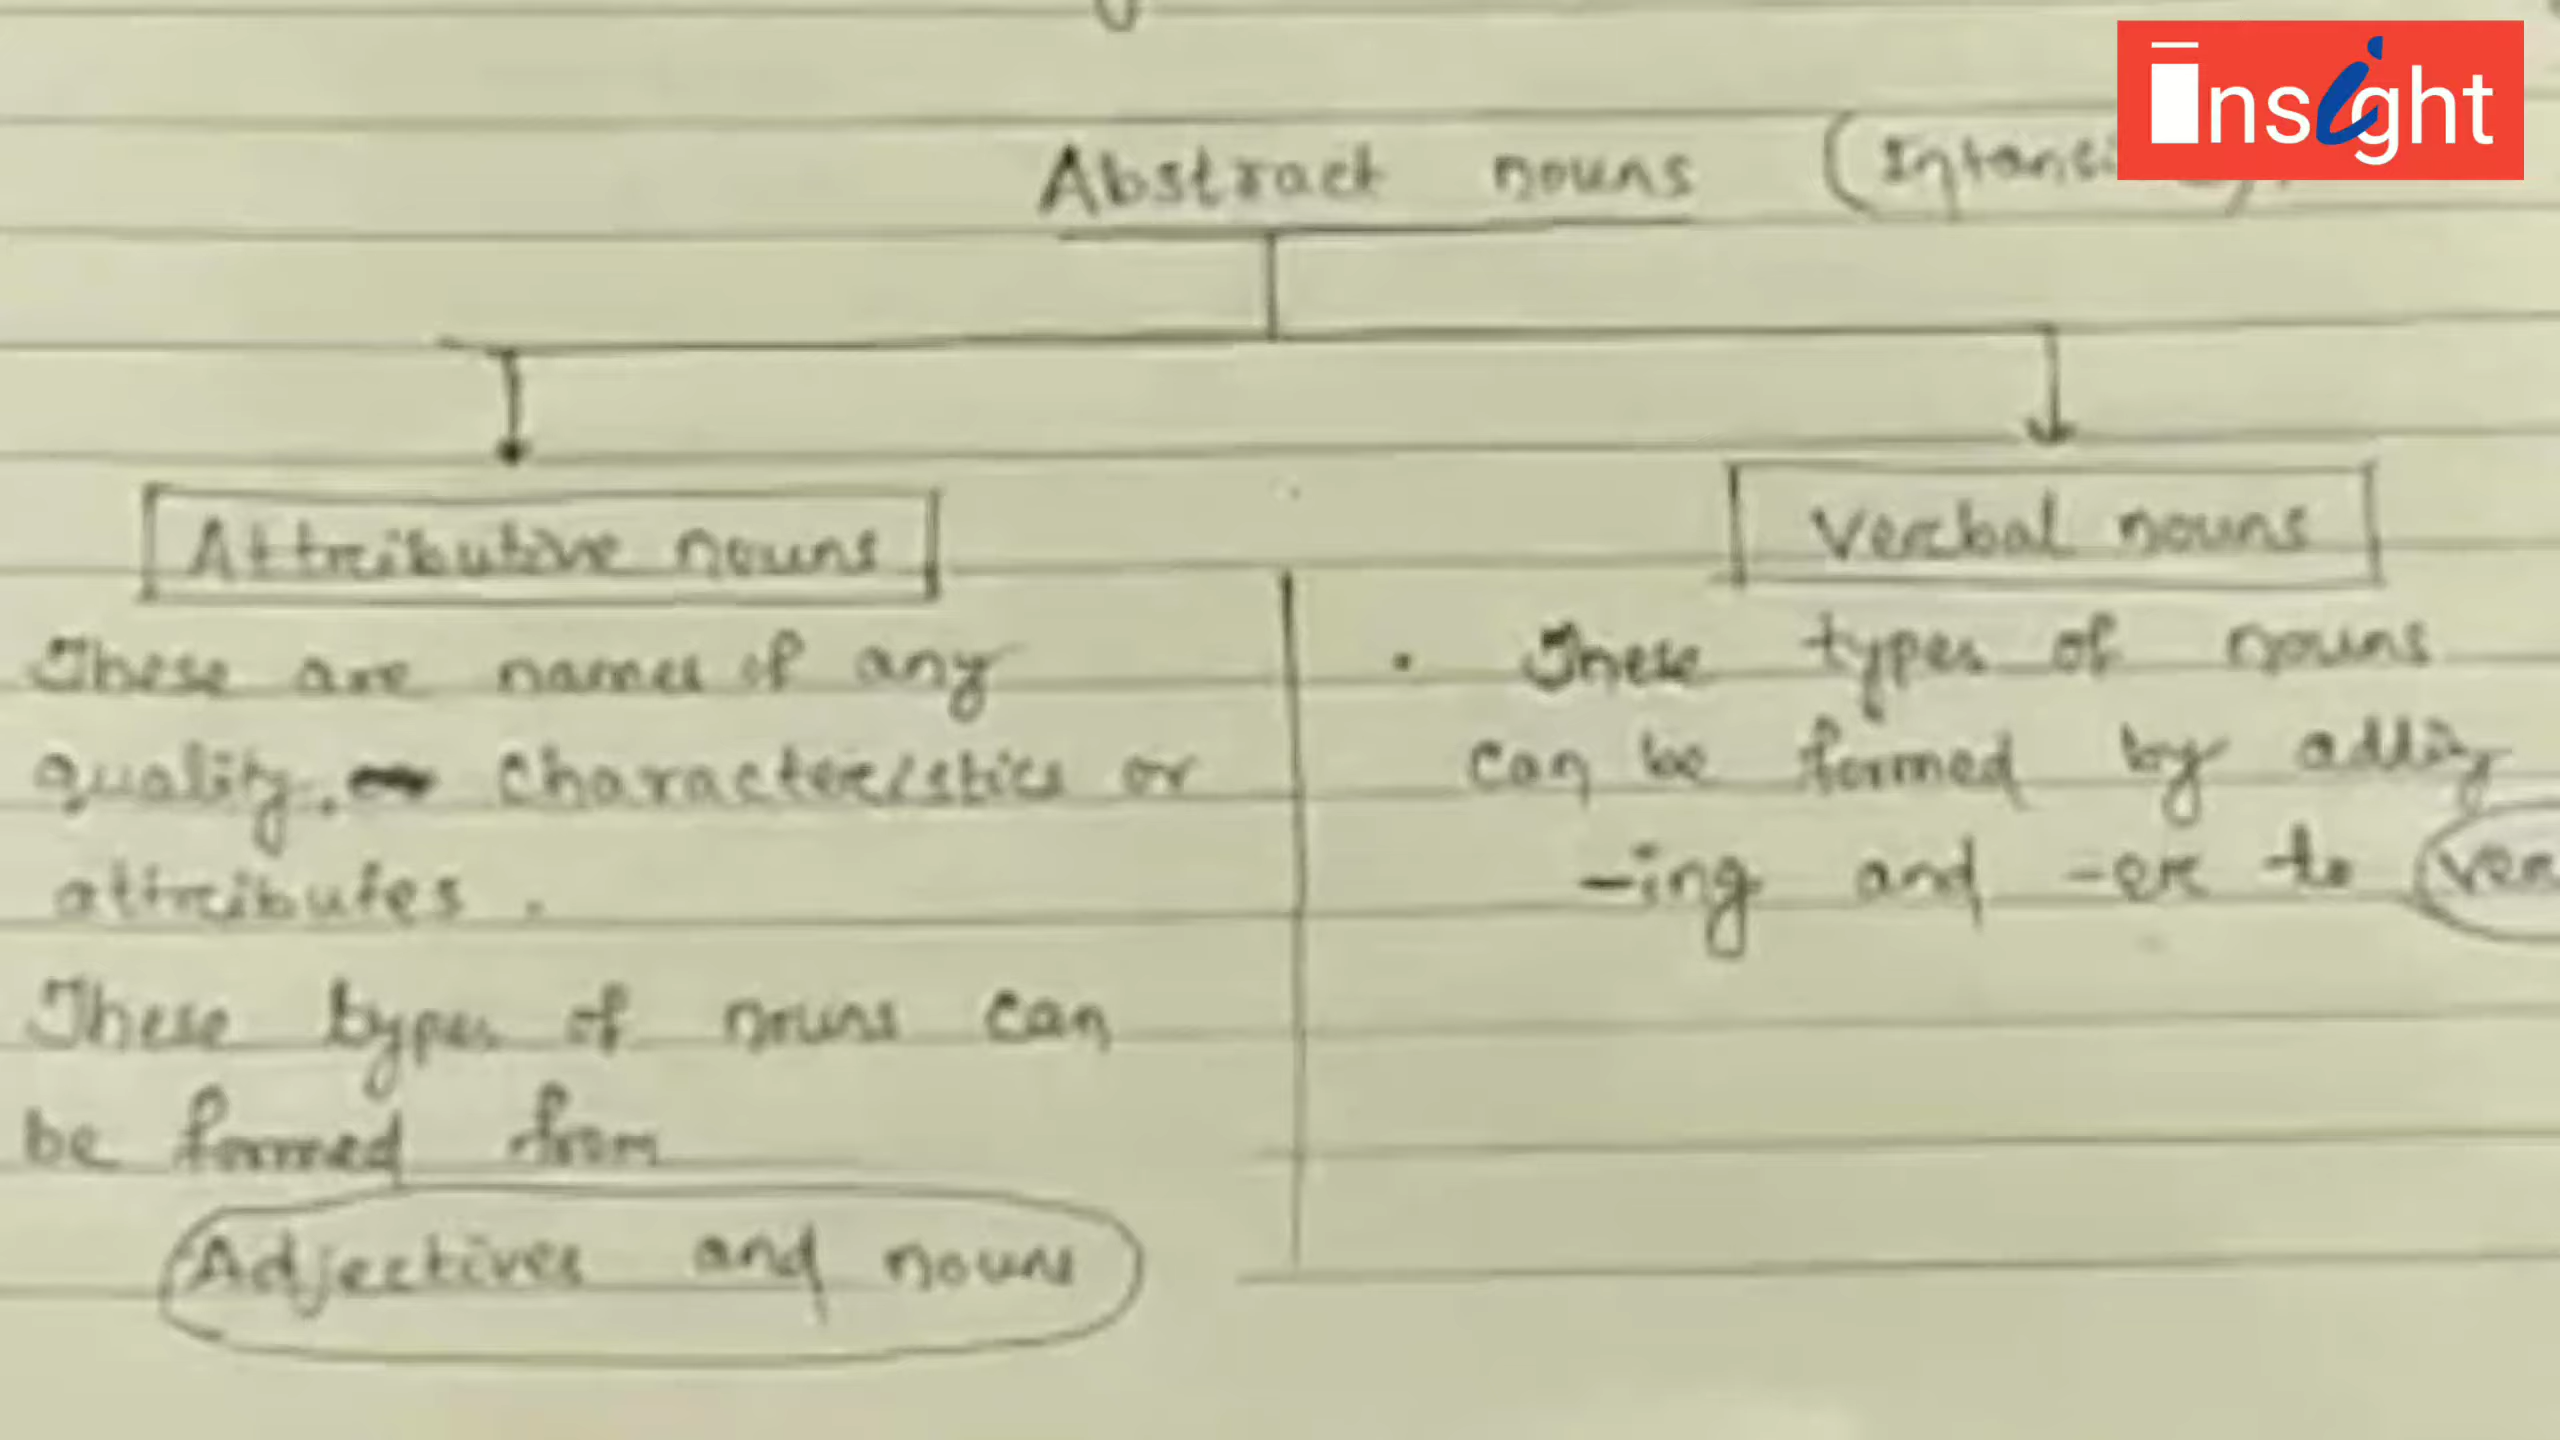 Insight
Abstract nouns
Attributive nouns
These are names of any
quality, characteristics or
attributes.
These types of nouns can
be formed from
Adjectives and nouns
Verbal nouns
• These types of nouns
can be formed by adding
-ing and -er to